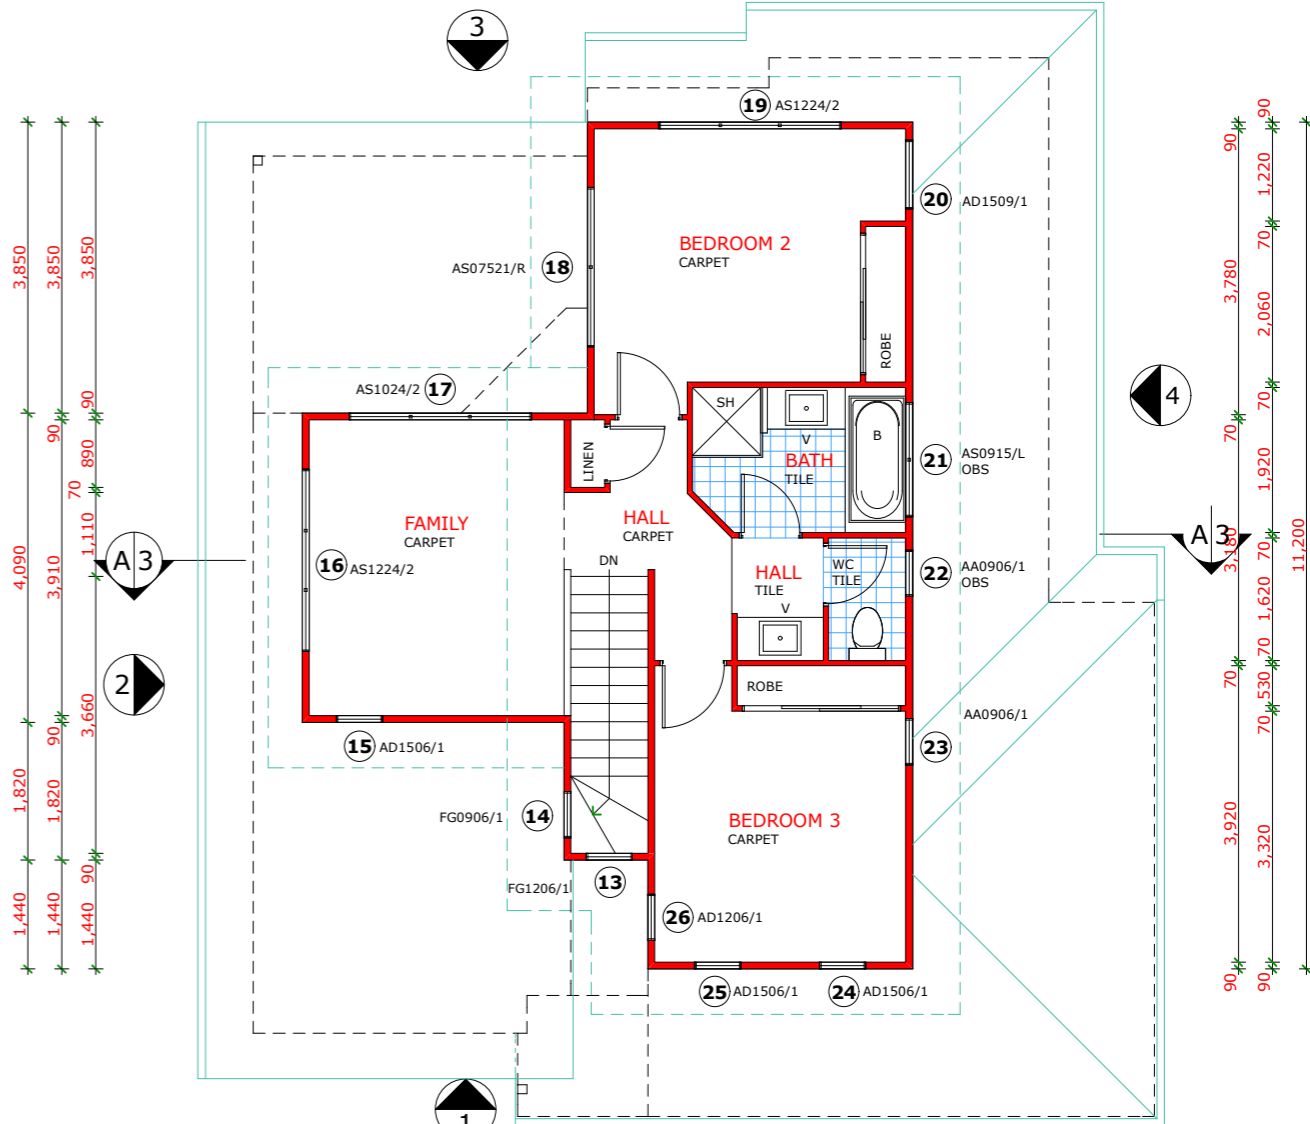 3
19 AS1224/2
20 AD1509/1
BEDROOM 2
CARPET
AS07521/R 18
ROBE
AS1024/2 17
4
SH
V
B
LINEN
BATH
TILE
21 AS0915/L
OBS
FAMILY
CARPET
HALL
CARPET
A 3
A 3
16 AS1224/2
DN
HALL
TILE
V
WC
TILE
22 AA0906/1
OBS
2
ROBE
AA0906/1
23
15 AD1506/1
FG0906/1 14
BEDROOM 3
CARPET
13
FG1206/1
26 AD1206/1
25 AD1506/1
24 AD1506/1
1
3,850
4,090
1,820
1,440
3,850
90
3,910
90
1,820
1,440
3,850
90
890
70
1,110
3,660
90
1,440
90
3,780
70
3,180
70
3,920
90
90
1,220
70
2,060
70
1,920
70
1,620
70
530
70
3,320
90
11,200